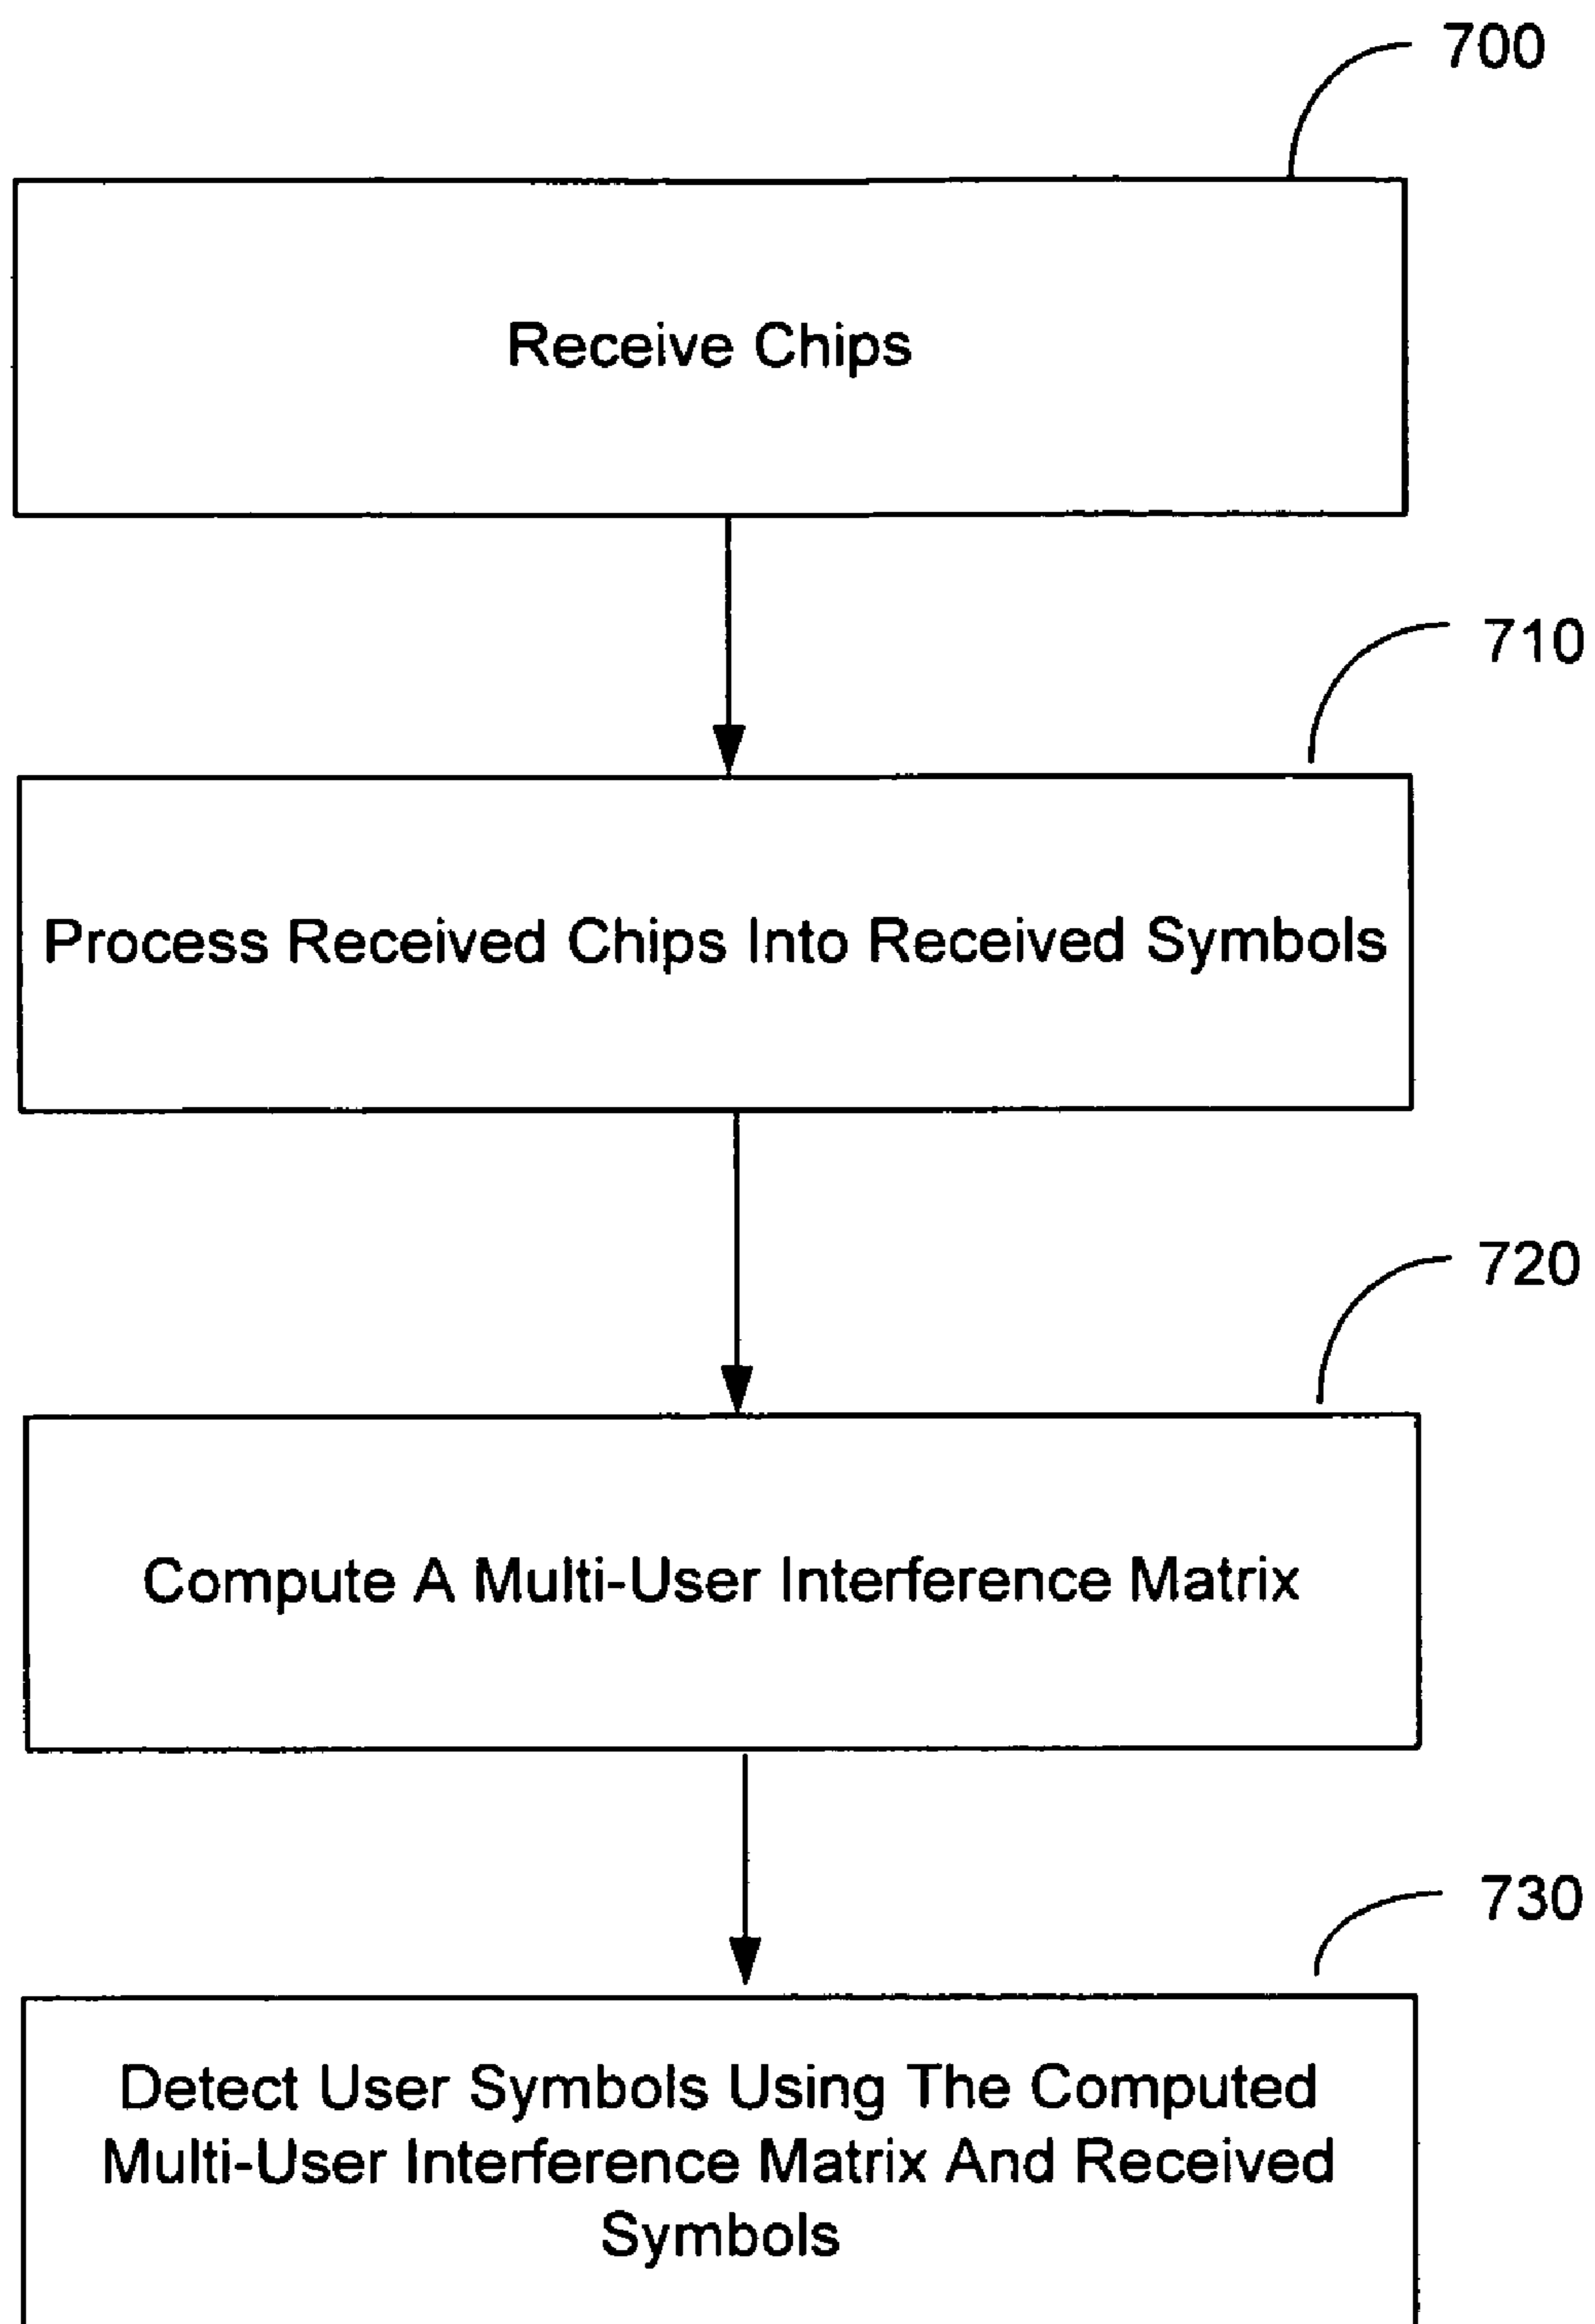 700
Receive Chips
710
Process Received Chips Into Received Symbols
720
Compute A Multi-User Interference Matrix
730
Detect User Symbols Using The Computed
Multi-User Interference Matrix And Received
Symbols